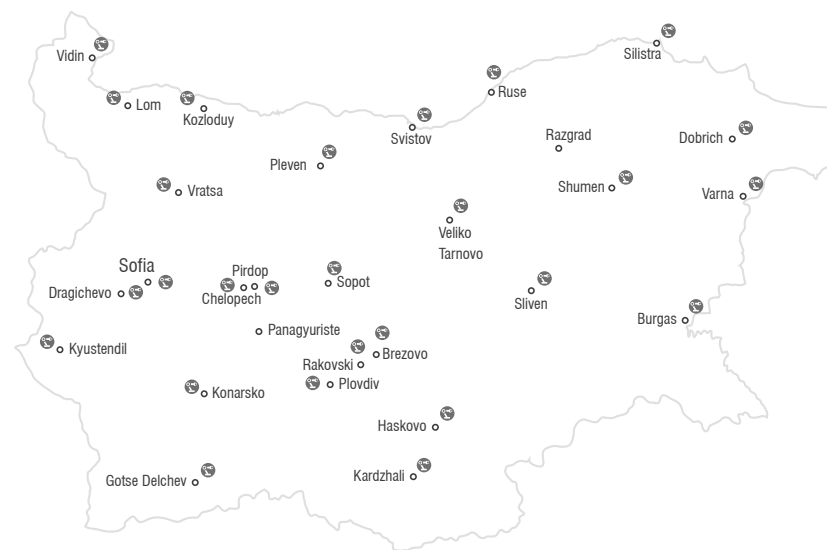 Silistra
Vidin
Ruse
Lom
Kozloduy
Svistov
Razgrad
Dobrich
Pleven
Shumen
Vratsa
Varna
Veliko
Tarnovo
Sofia
Pirdop
Sopot
Dragichevo
Chelopech
Sliven
Burgas
Panagyuriste
Kyustendil
Brezovo
Rakovski
Plovdiv
Konarsko
Haskovo
Kardzhali
Gotse Delchev